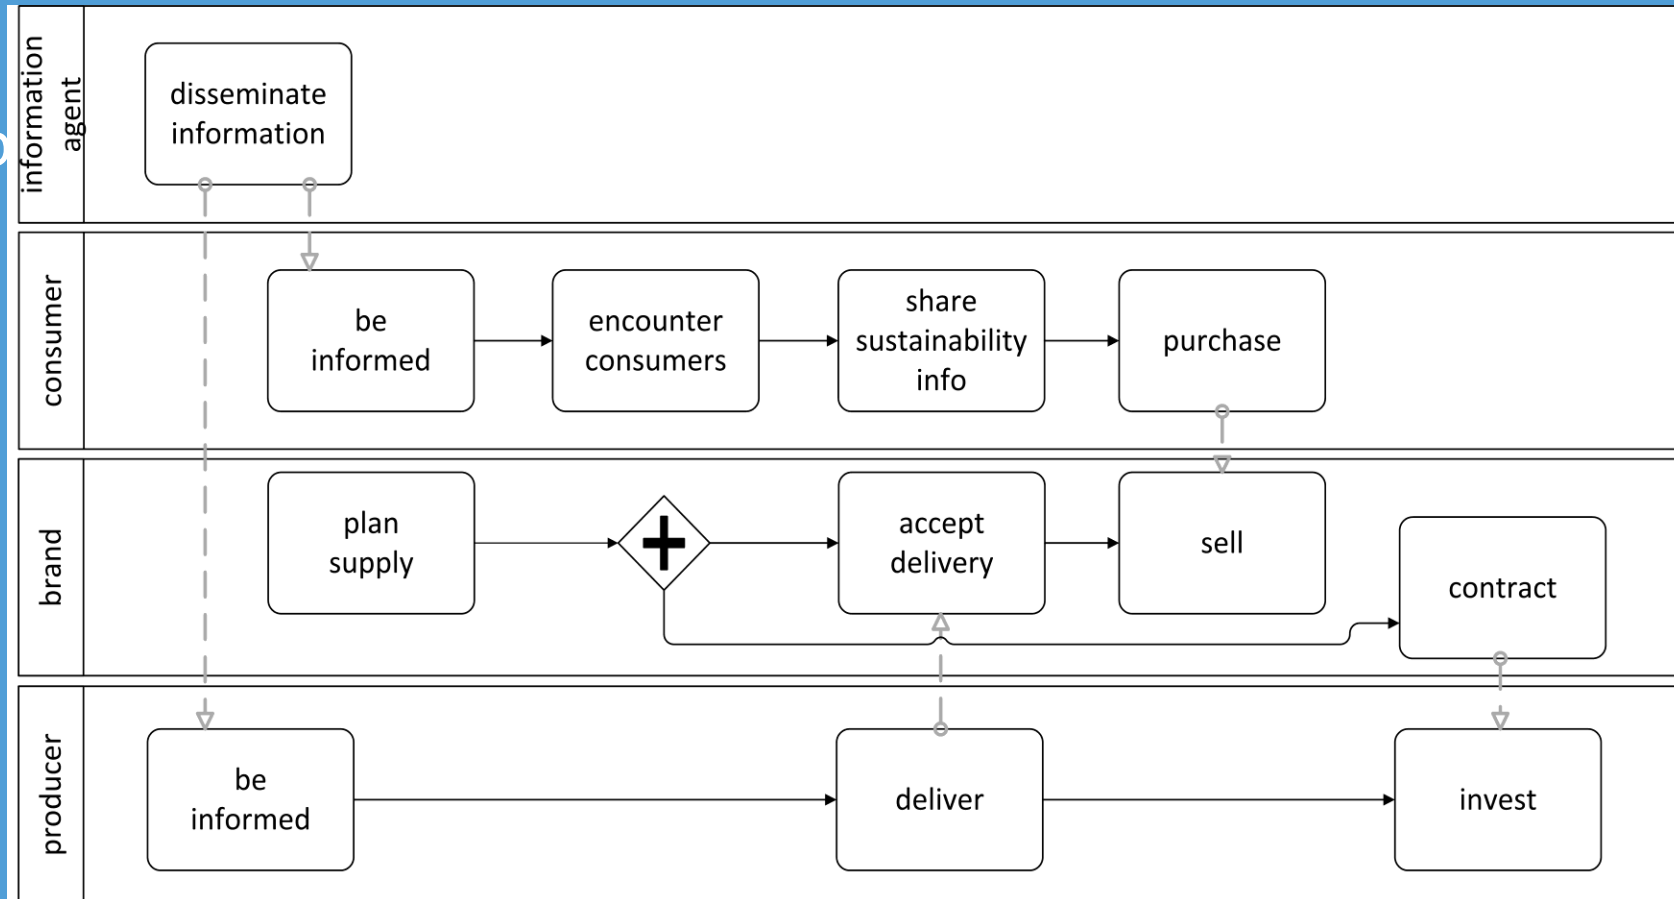 information
agent
disseminate
information
consumer
be
informed
encounter
consumers
share
sustainability
info
purchase
brand
plan
supply
accept
delivery
sell
contract
producer
be
informed
deliver
invest